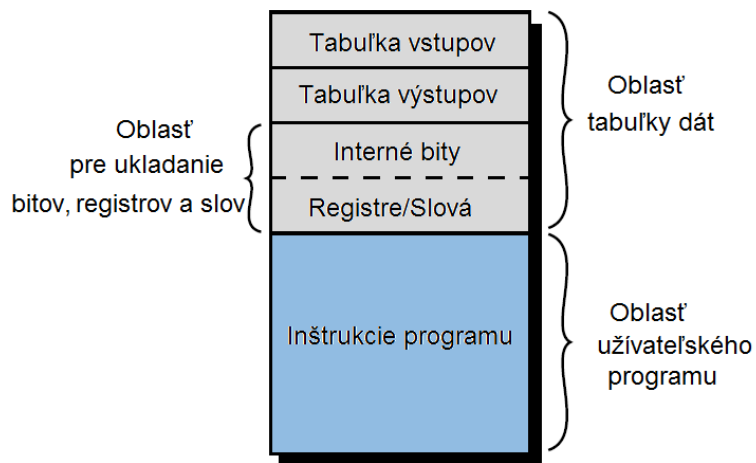 Tabuľka vstupov
Tabuľka výstupov
Interné bity
Registre/Slová
Inštrukcie programu
Oblasť
pre ukladanie
bitov, registrov a slov
Oblasť
tabuľky dát
Oblasť
užívateľského
programu